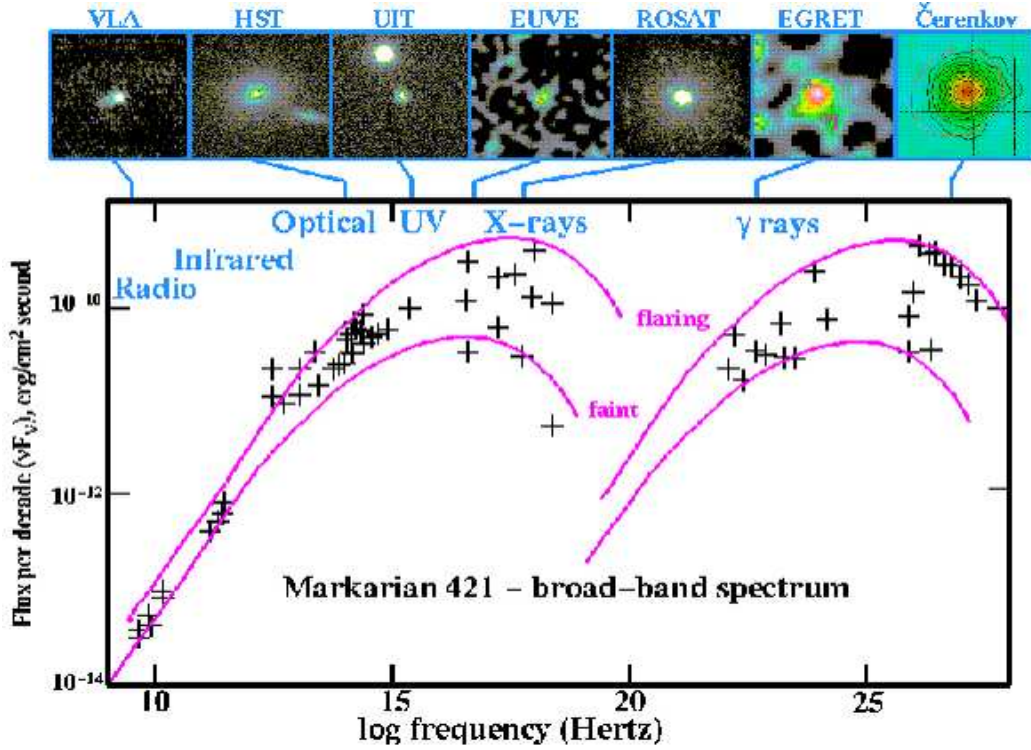 VLA HST UIT EUVE ROSAT EGRET Čerenkov
Optical UV X-rays γ rays
Infrared
Radio
10⁻¹⁰
flaring
faint
10⁻¹²
Markarian 421 - broad-band spectrum
10⁻¹⁴
10 15 20 25
log frequency (Hertz)
Flux per decade (νFᵥ), erg/cm² second